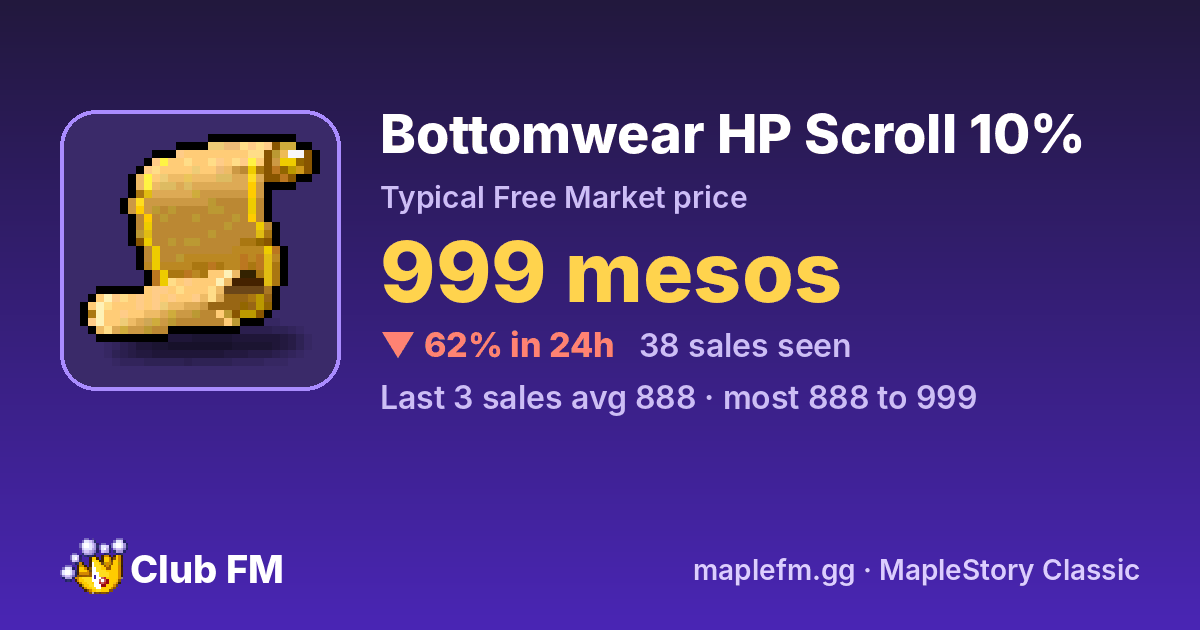 Bottomwear HP Scroll 10%
Typical Free Market price
999 mesos
▼ 62% in 24h 38 sales seen
Last 3 sales avg 888 · most 888 to 999
Club FM
maplefm.gg · MapleStory Classic